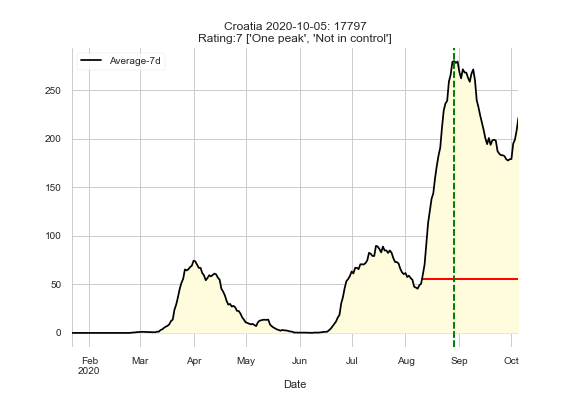 Croatia 2020-10-05: 17797
Rating:7 ['One peak', 'Not in control']
Average-7d
250
200
150
100
50
0
Feb Mar Apr May Jun Jul Aug Sep Oct
2020
Date